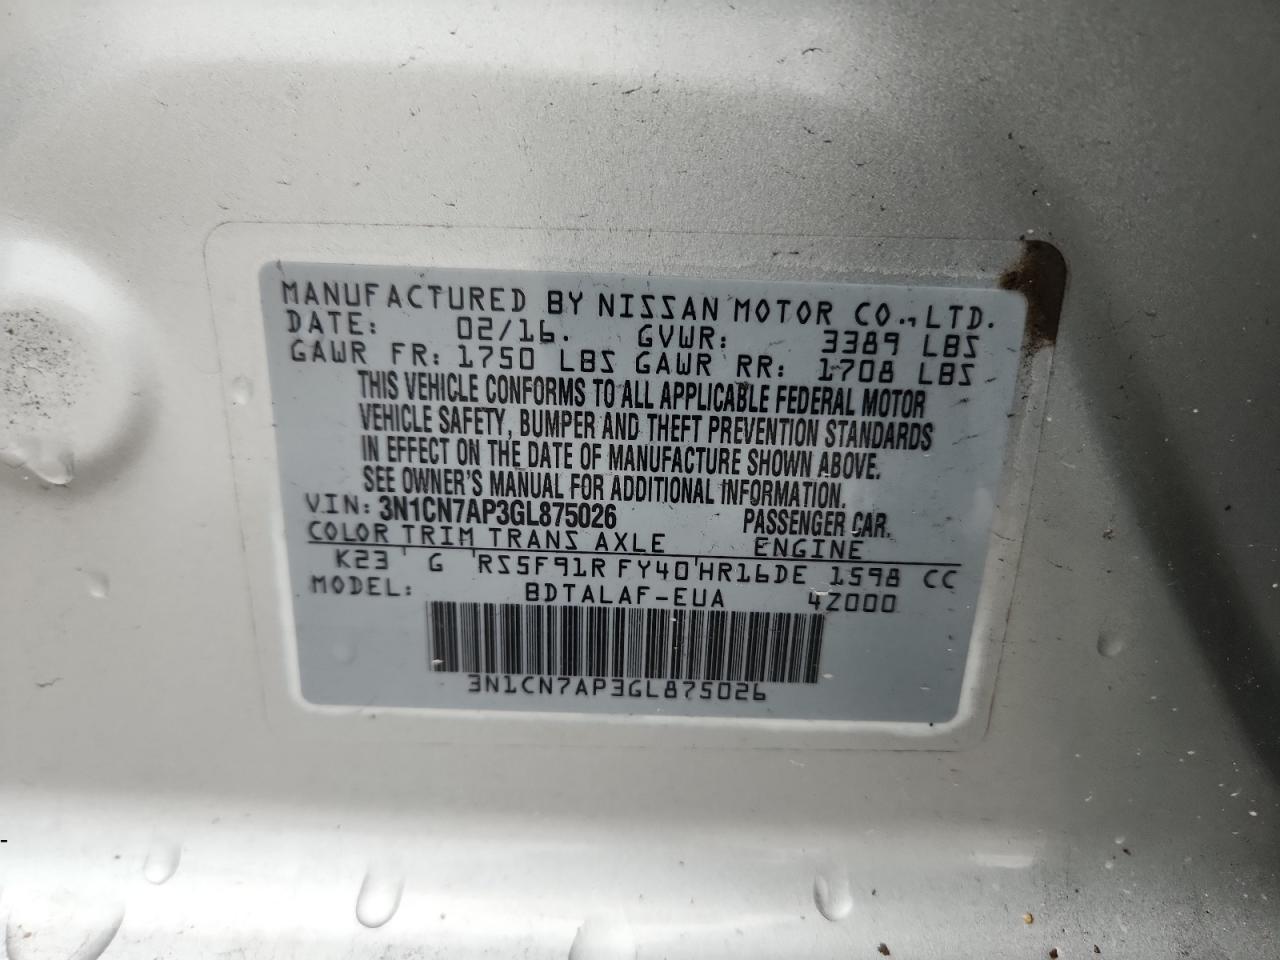 MANUFACTURED BY NISSAN MOTOR CO., LTD.
DATE: 02/16. GVWR: 3389 LBS
GAWR FR: 1750 LBS GAWR RR: 1708 LBS
THIS VEHICLE CONFORMS TO ALL APPLICABLE FEDERAL MOTOR
VEHICLE SAFETY, BUMPER AND THEFT PREVENTION STANDARDS
IN EFFECT ON THE DATE OF MANUFACTURE SHOWN ABOVE.
SEE OWNER'S MANUAL FOR ADDITIONAL INFORMATION.
VIN: 3N1CN7AP3GL875026 PASSENGER CAR.
COLOR TRIM TRANS AXLE ENGINE
K23 ' G 'RS5F91R FY40'HR16DE 1598 CC
MODEL: BDTALAF-EUA 4Z000
3N1CN7AP3GL875026
-